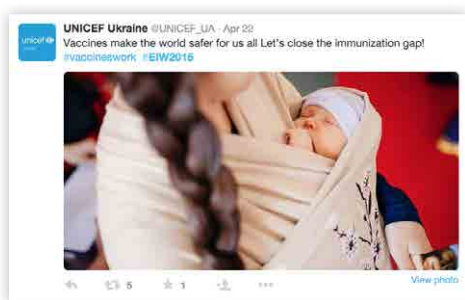 UNICEF Ukraine @UNICEF_UA · Apr 22
unicef
Vaccines make the world safer for us all Let's close the immunization gap!
#vaccineswork #EIW2015
5
1
View photo